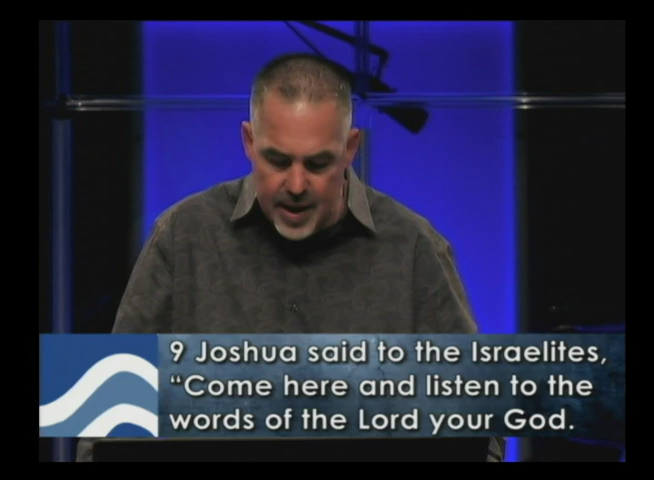 9 Joshua said to the Israelites,
“Come here and listen to the
words of the Lord your God.